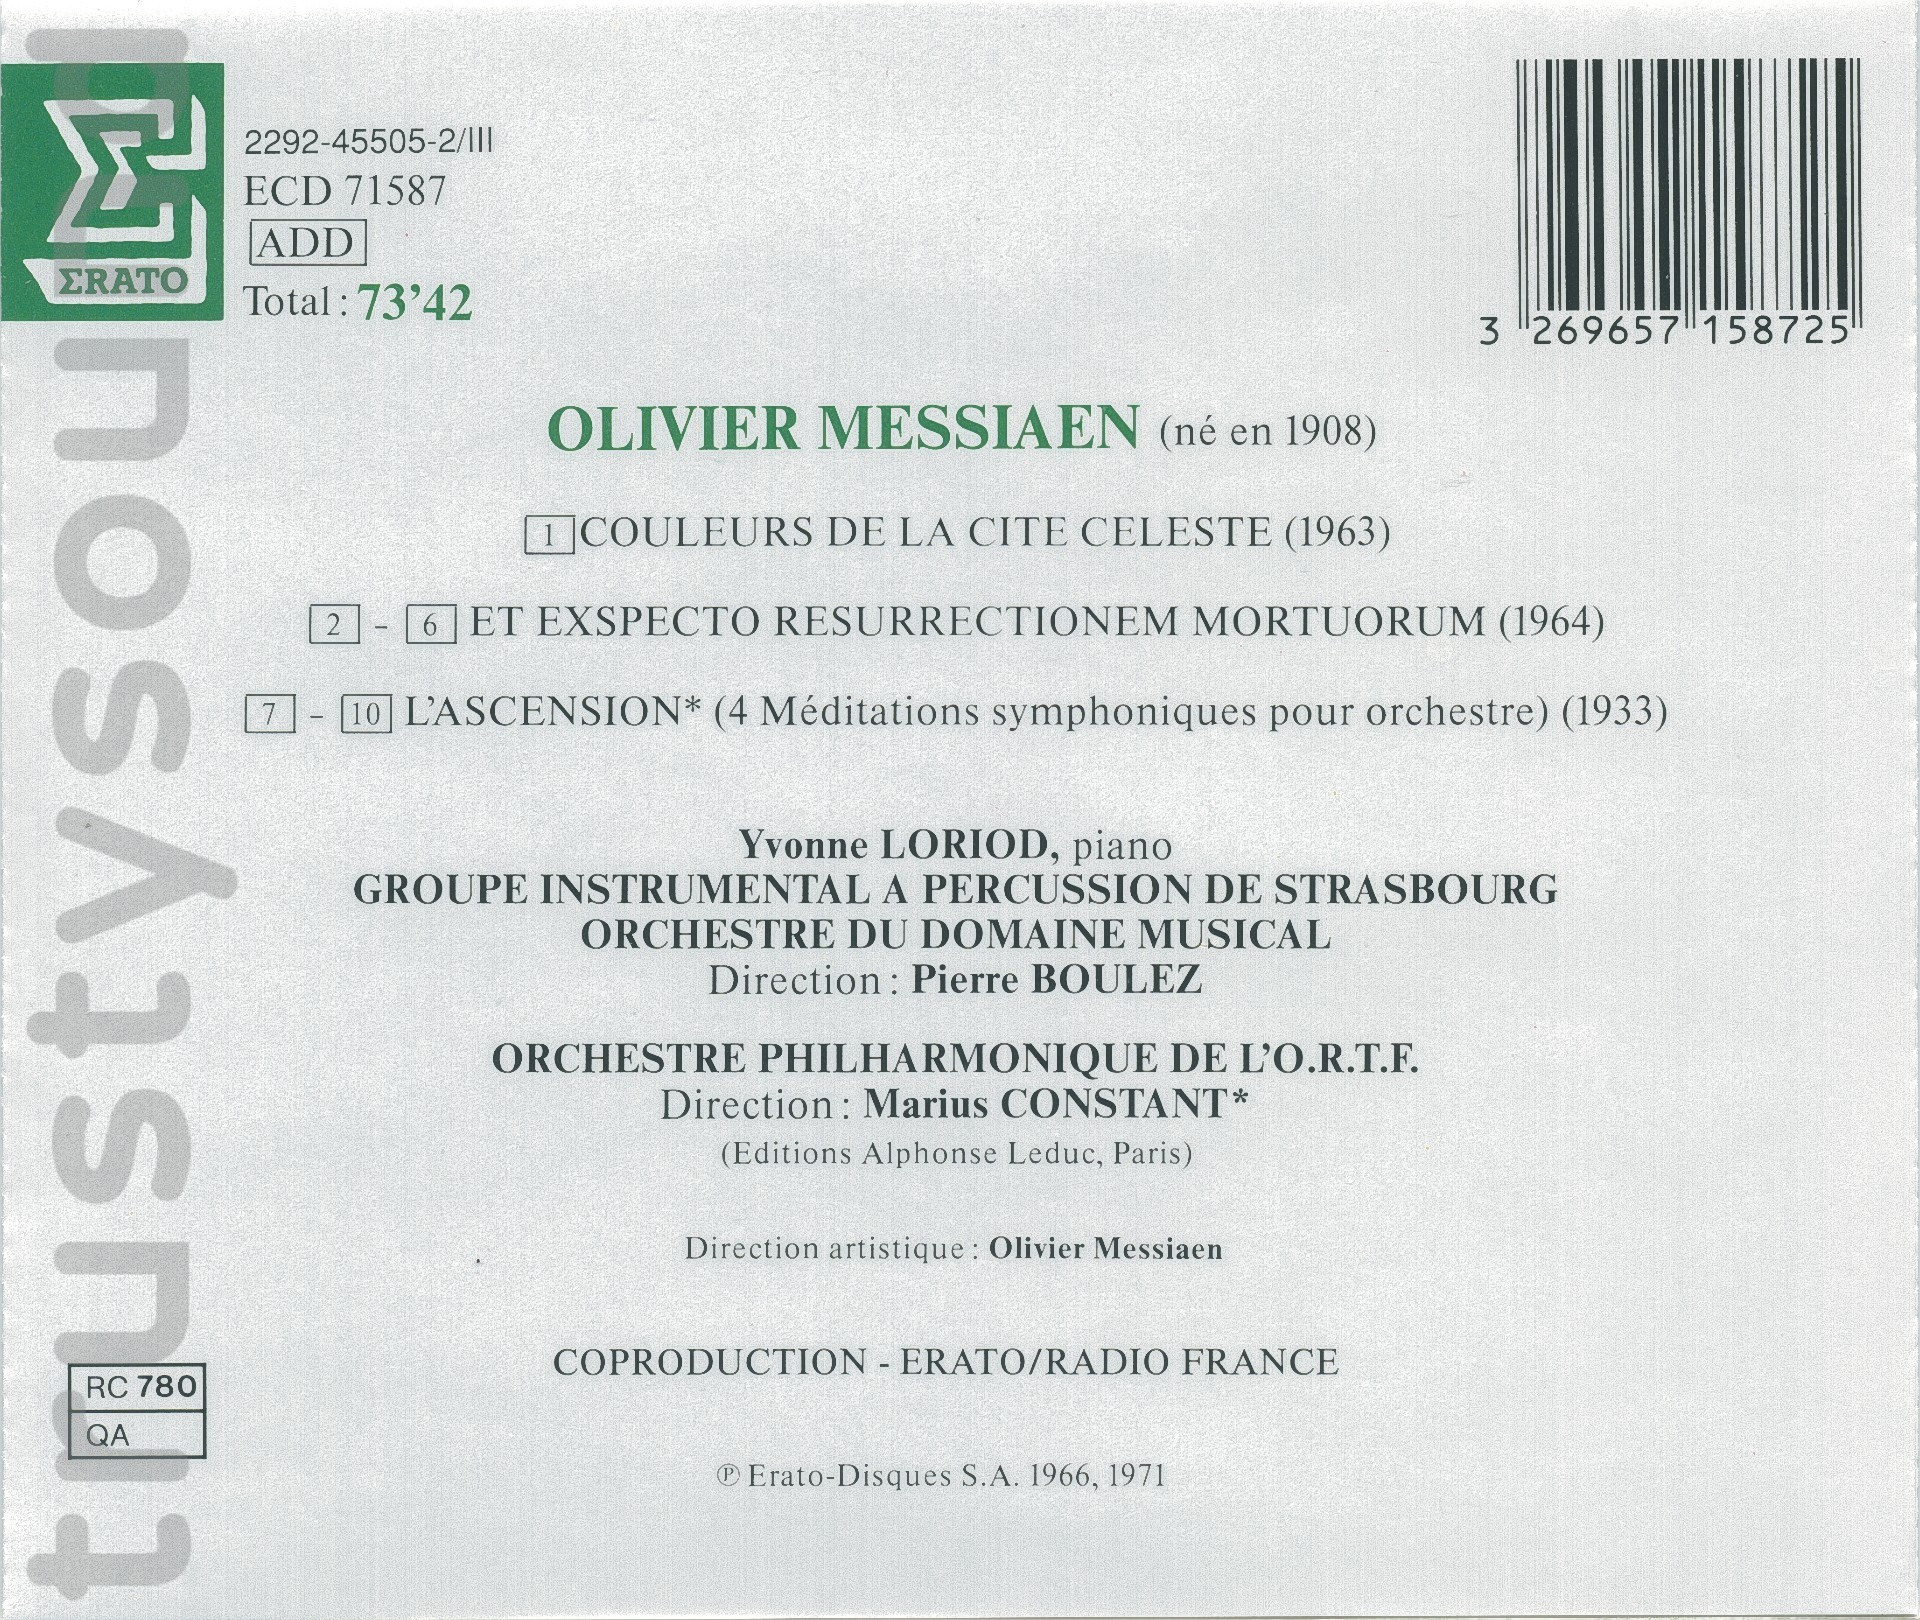 ΣRATO
2292-45505-2/III
ECD 71587
ADD
Total : 73'42
3 269657 158725
OLIVIER MESSIAEN (né en 1908)
1 COULEURS DE LA CITE CELESTE (1963)
2 - 6 ET EXSPECTO RESURRECTIONEM MORTUORUM (1964)
7 - 10 L'ASCENSION* (4 Méditations symphoniques pour orchestre) (1933)
Yvonne LORIOD, piano
GROUPE INSTRUMENTAL A PERCUSSION DE STRASBOURG
ORCHESTRE DU DOMAINE MUSICAL
Direction : Pierre BOULEZ
ORCHESTRE PHILHARMONIQUE DE L'O.R.T.F.
Direction : Marius CONSTANT*
(Editions Alphonse Leduc, Paris)
Direction artistique : Olivier Messiaen
COPRODUCTION - ERATO/RADIO FRANCE
RC 780
QA
℗ Erato-Disques S.A. 1966, 1971